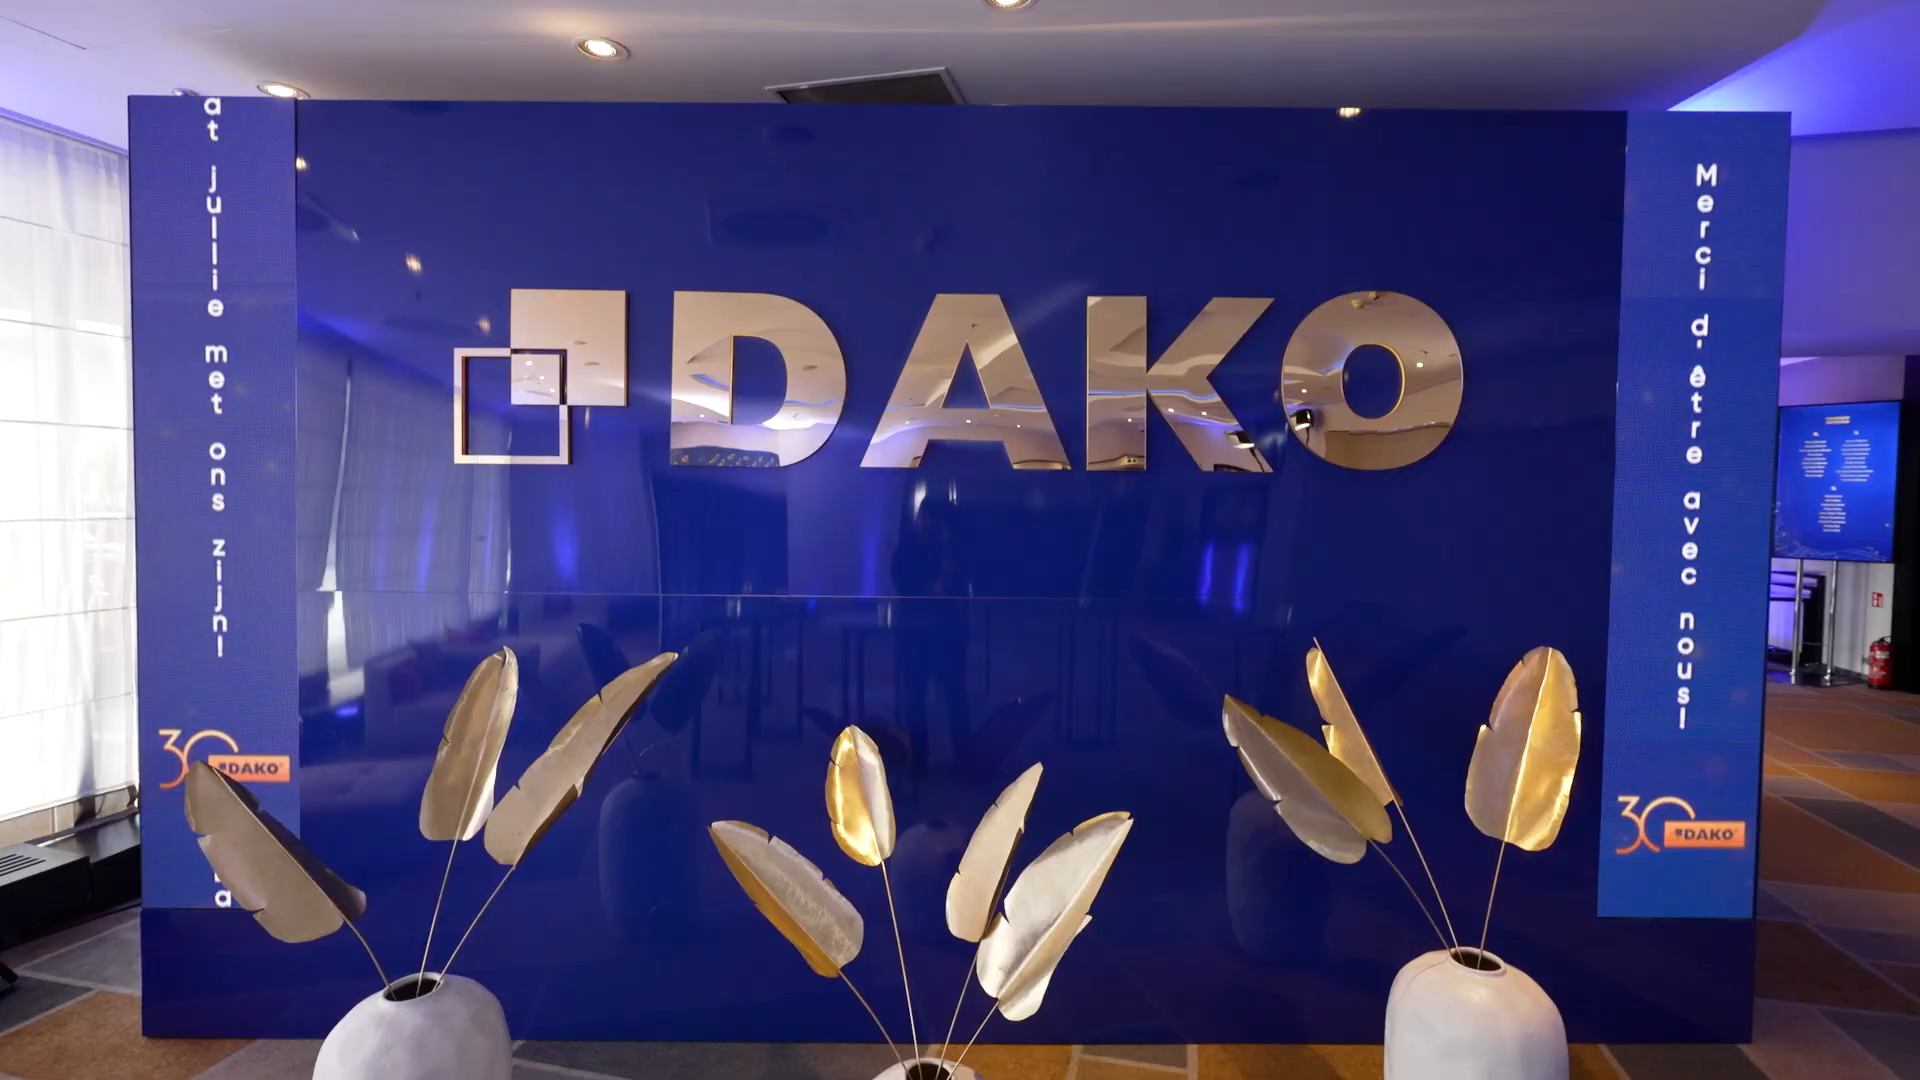 at jullie met ons zijn!
30 DAKO
DAKO
Merci d'être avec nous!
30 DAKO